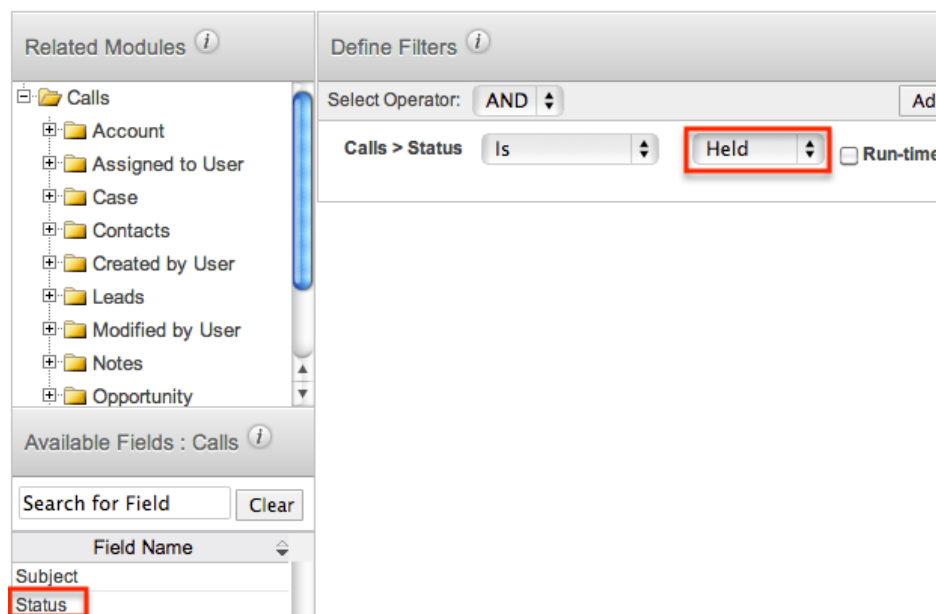 Related Modules i
Define Filters i
Calls
Account
Assigned to User
Case
Contacts
Created by User
Leads
Modified by User
Notes
Opportunity
Select Operator: AND Ad
Calls > Status Is Held Run-time
Available Fields : Calls i
Search for Field Clear
Field Name
Subject
Status